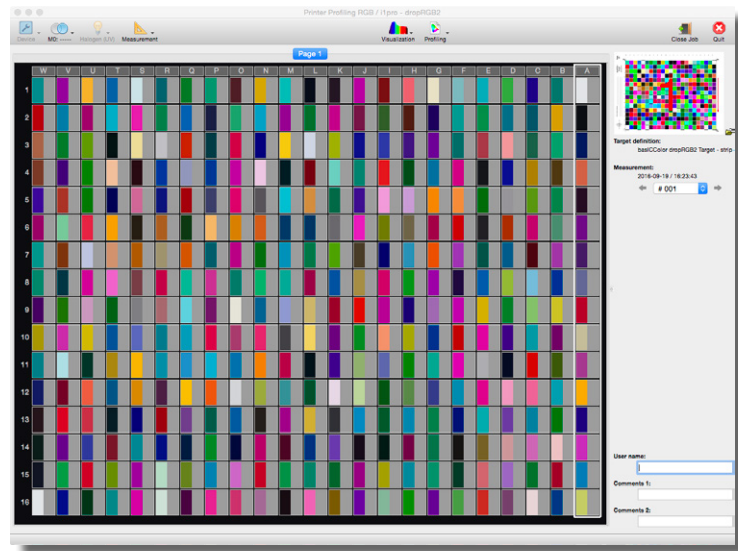 Printer Profiling RGB / i1pro - dropRGB2
Device M0: Halogen (UV) Measurement Visualization Profiling Close Job Quit
Page 1
W V U T S R Q P O N M L K J I H G F E D C B A
1
2
3
4
5
6
7
8
9
10
11
12
13
14
15
16
Target definition:
basICColor dropRGB2 Target - strip
Measurement:
2016-09-19 / 16:23:43
# 001
User name:
Comments 1:
Comments 2: